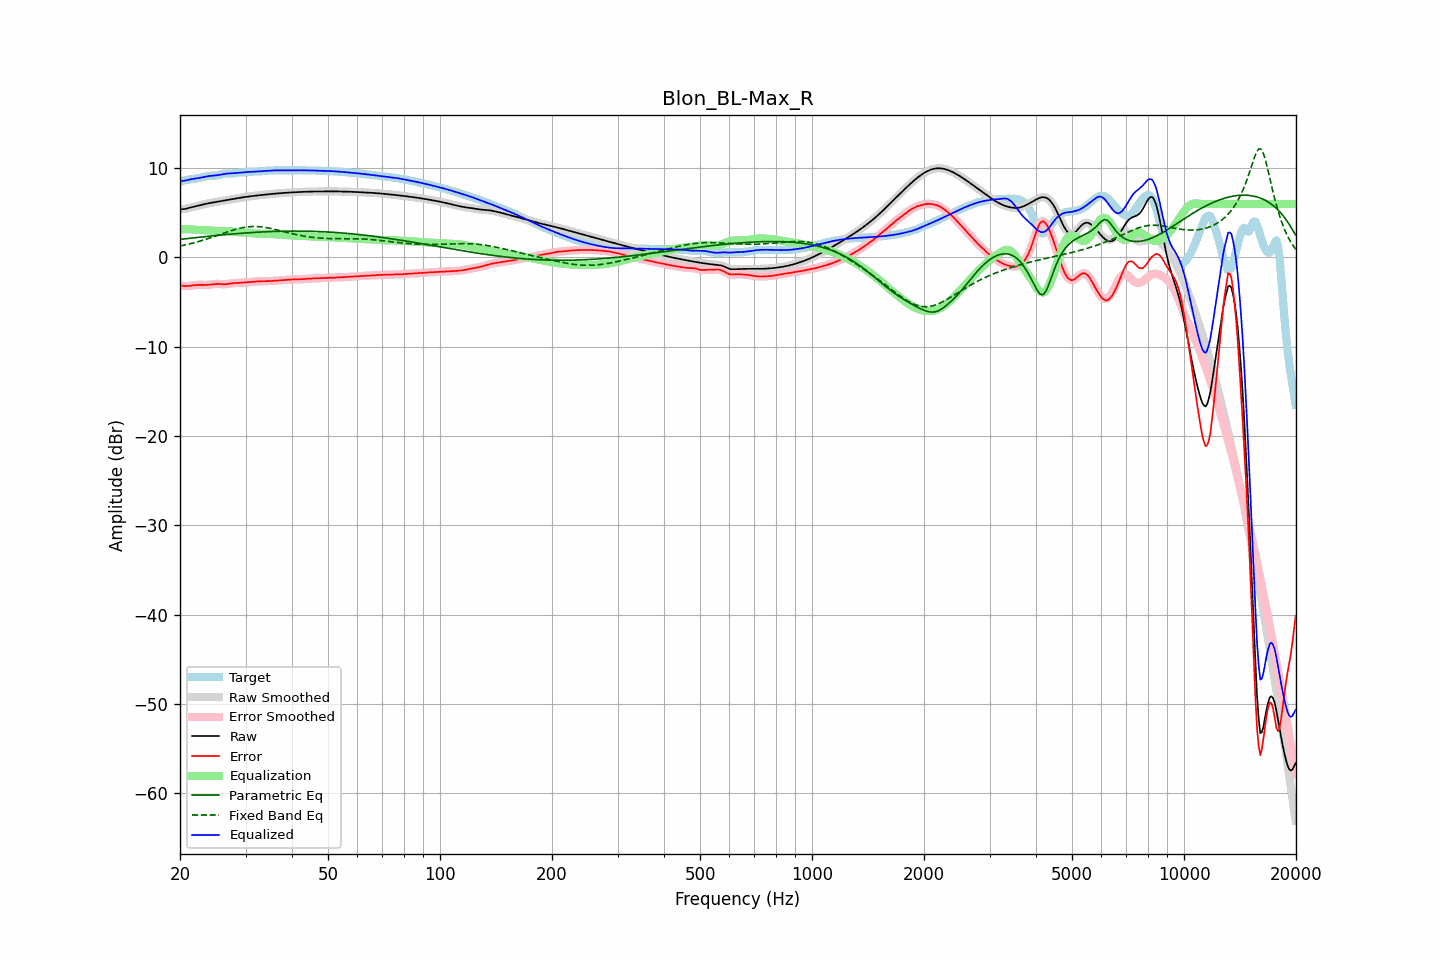 Blon_BL-Max_R
10
0
−10
−20
−30
−40
−50
−60
Amplitude (dBr)
Target
Raw Smoothed
Error Smoothed
Raw
Error
Equalization
Parametric Eq
Fixed Band Eq
Equalized
20
50
100
200
500
1000
2000
5000
10000
20000
Frequency (Hz)